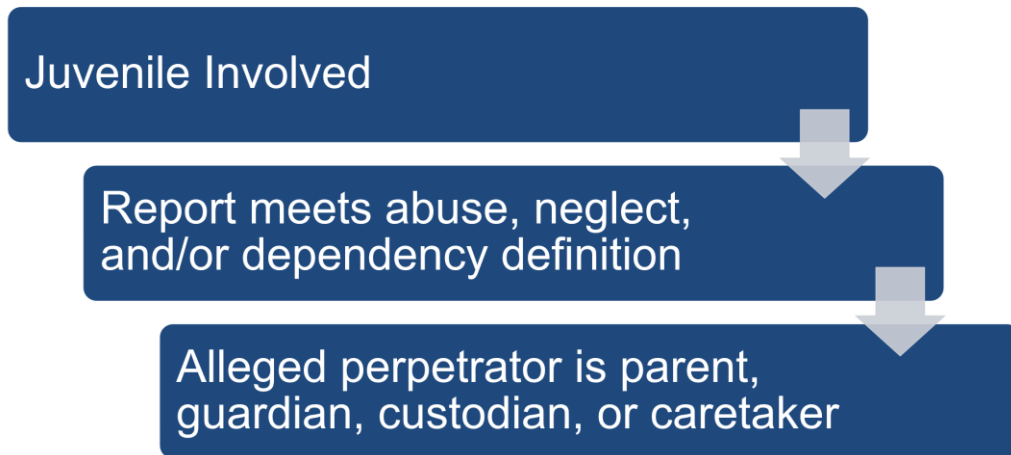 Juvenile Involved
Report meets abuse, neglect,
and/or dependency definition
Alleged perpetrator is parent,
guardian, custodian, or caretaker